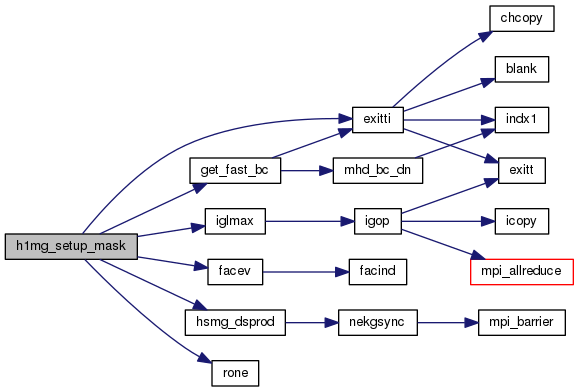 chcopy
blank
exitti
indx1
get_fast_bc
mhd_bc_dn
exitt
iglmax
igop
icopy
h1mg_setup_mask
facev
facind
mpi_allreduce
hsmg_dsprod
nekgsync
mpi_barrier
rone